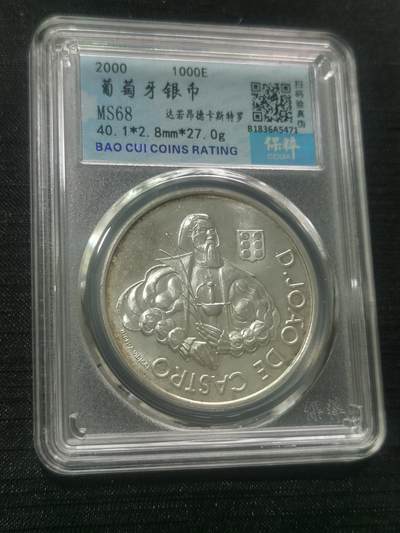 2000 1000E
葡萄牙银币
MS68 达若昂德卡斯特罗
40.1*2.8mm*27.0g
BAO CUI COINS RATING
扫码验真伪
B1836A5471
保粹
D. JOÃO DE CASTRO